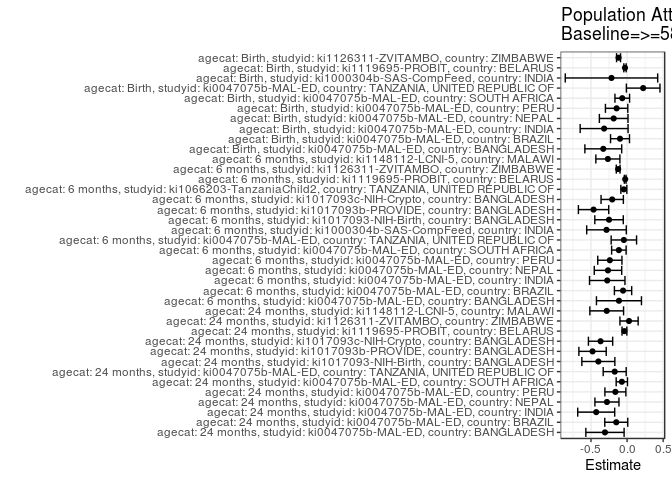 Population Att
Baseline=>=58
agecat: Birth, studyid: ki1126311-ZVITAMBO, country: ZIMBABWE
agecat: Birth, studyid: ki1119695-PROBIT, country: BELARUS
agecat: Birth, studyid: ki1000304b-SAS-CompFeed, country: INDIA
agecat: Birth, studyid: ki0047075b-MAL-ED, country: TANZANIA, UNITED REPUBLIC OF
agecat: Birth, studyid: ki0047075b-MAL-ED, country: SOUTH AFRICA
agecat: Birth, studyid: ki0047075b-MAL-ED, country: PERU
agecat: Birth, studyid: ki0047075b-MAL-ED, country: NEPAL
agecat: Birth, studyid: ki0047075b-MAL-ED, country: INDIA
agecat: Birth, studyid: ki0047075b-MAL-ED, country: BRAZIL
agecat: Birth, studyid: ki0047075b-MAL-ED, country: BANGLADESH
agecat: 6 months, studyid: ki1148112-LCNI-5, country: MALAWI
agecat: 6 months, studyid: ki1126311-ZVITAMBO, country: ZIMBABWE
agecat: 6 months, studyid: ki1119695-PROBIT, country: BELARUS
agecat: 6 months, studyid: ki1066203-TanzaniaChild2, country: TANZANIA, UNITED REPUBLIC OF
agecat: 6 months, studyid: ki1017093c-NIH-Crypto, country: BANGLADESH
agecat: 6 months, studyid: ki1017093b-PROVIDE, country: BANGLADESH
agecat: 6 months, studyid: ki1017093-NIH-Birth, country: BANGLADESH
agecat: 6 months, studyid: ki1000304b-SAS-CompFeed, country: INDIA
agecat: 6 months, studyid: ki0047075b-MAL-ED, country: TANZANIA, UNITED REPUBLIC OF
agecat: 6 months, studyid: ki0047075b-MAL-ED, country: SOUTH AFRICA
agecat: 6 months, studyid: ki0047075b-MAL-ED, country: PERU
agecat: 6 months, studyid: ki0047075b-MAL-ED, country: NEPAL
agecat: 6 months, studyid: ki0047075b-MAL-ED, country: INDIA
agecat: 6 months, studyid: ki0047075b-MAL-ED, country: BRAZIL
agecat: 6 months, studyid: ki0047075b-MAL-ED, country: BANGLADESH
agecat: 24 months, studyid: ki1148112-LCNI-5, country: MALAWI
agecat: 24 months, studyid: ki1126311-ZVITAMBO, country: ZIMBABWE
agecat: 24 months, studyid: ki1119695-PROBIT, country: BELARUS
agecat: 24 months, studyid: ki1017093c-NIH-Crypto, country: BANGLADESH
agecat: 24 months, studyid: ki1017093b-PROVIDE, country: BANGLADESH
agecat: 24 months, studyid: ki1017093-NIH-Birth, country: BANGLADESH
agecat: 24 months, studyid: ki0047075b-MAL-ED, country: TANZANIA, UNITED REPUBLIC OF
agecat: 24 months, studyid: ki0047075b-MAL-ED, country: SOUTH AFRICA
agecat: 24 months, studyid: ki0047075b-MAL-ED, country: PERU
agecat: 24 months, studyid: ki0047075b-MAL-ED, country: NEPAL
agecat: 24 months, studyid: ki0047075b-MAL-ED, country: INDIA
agecat: 24 months, studyid: ki0047075b-MAL-ED, country: BRAZIL
agecat: 24 months, studyid: ki0047075b-MAL-ED, country: BANGLADESH
-0.5 0.0 0.5
Estimate